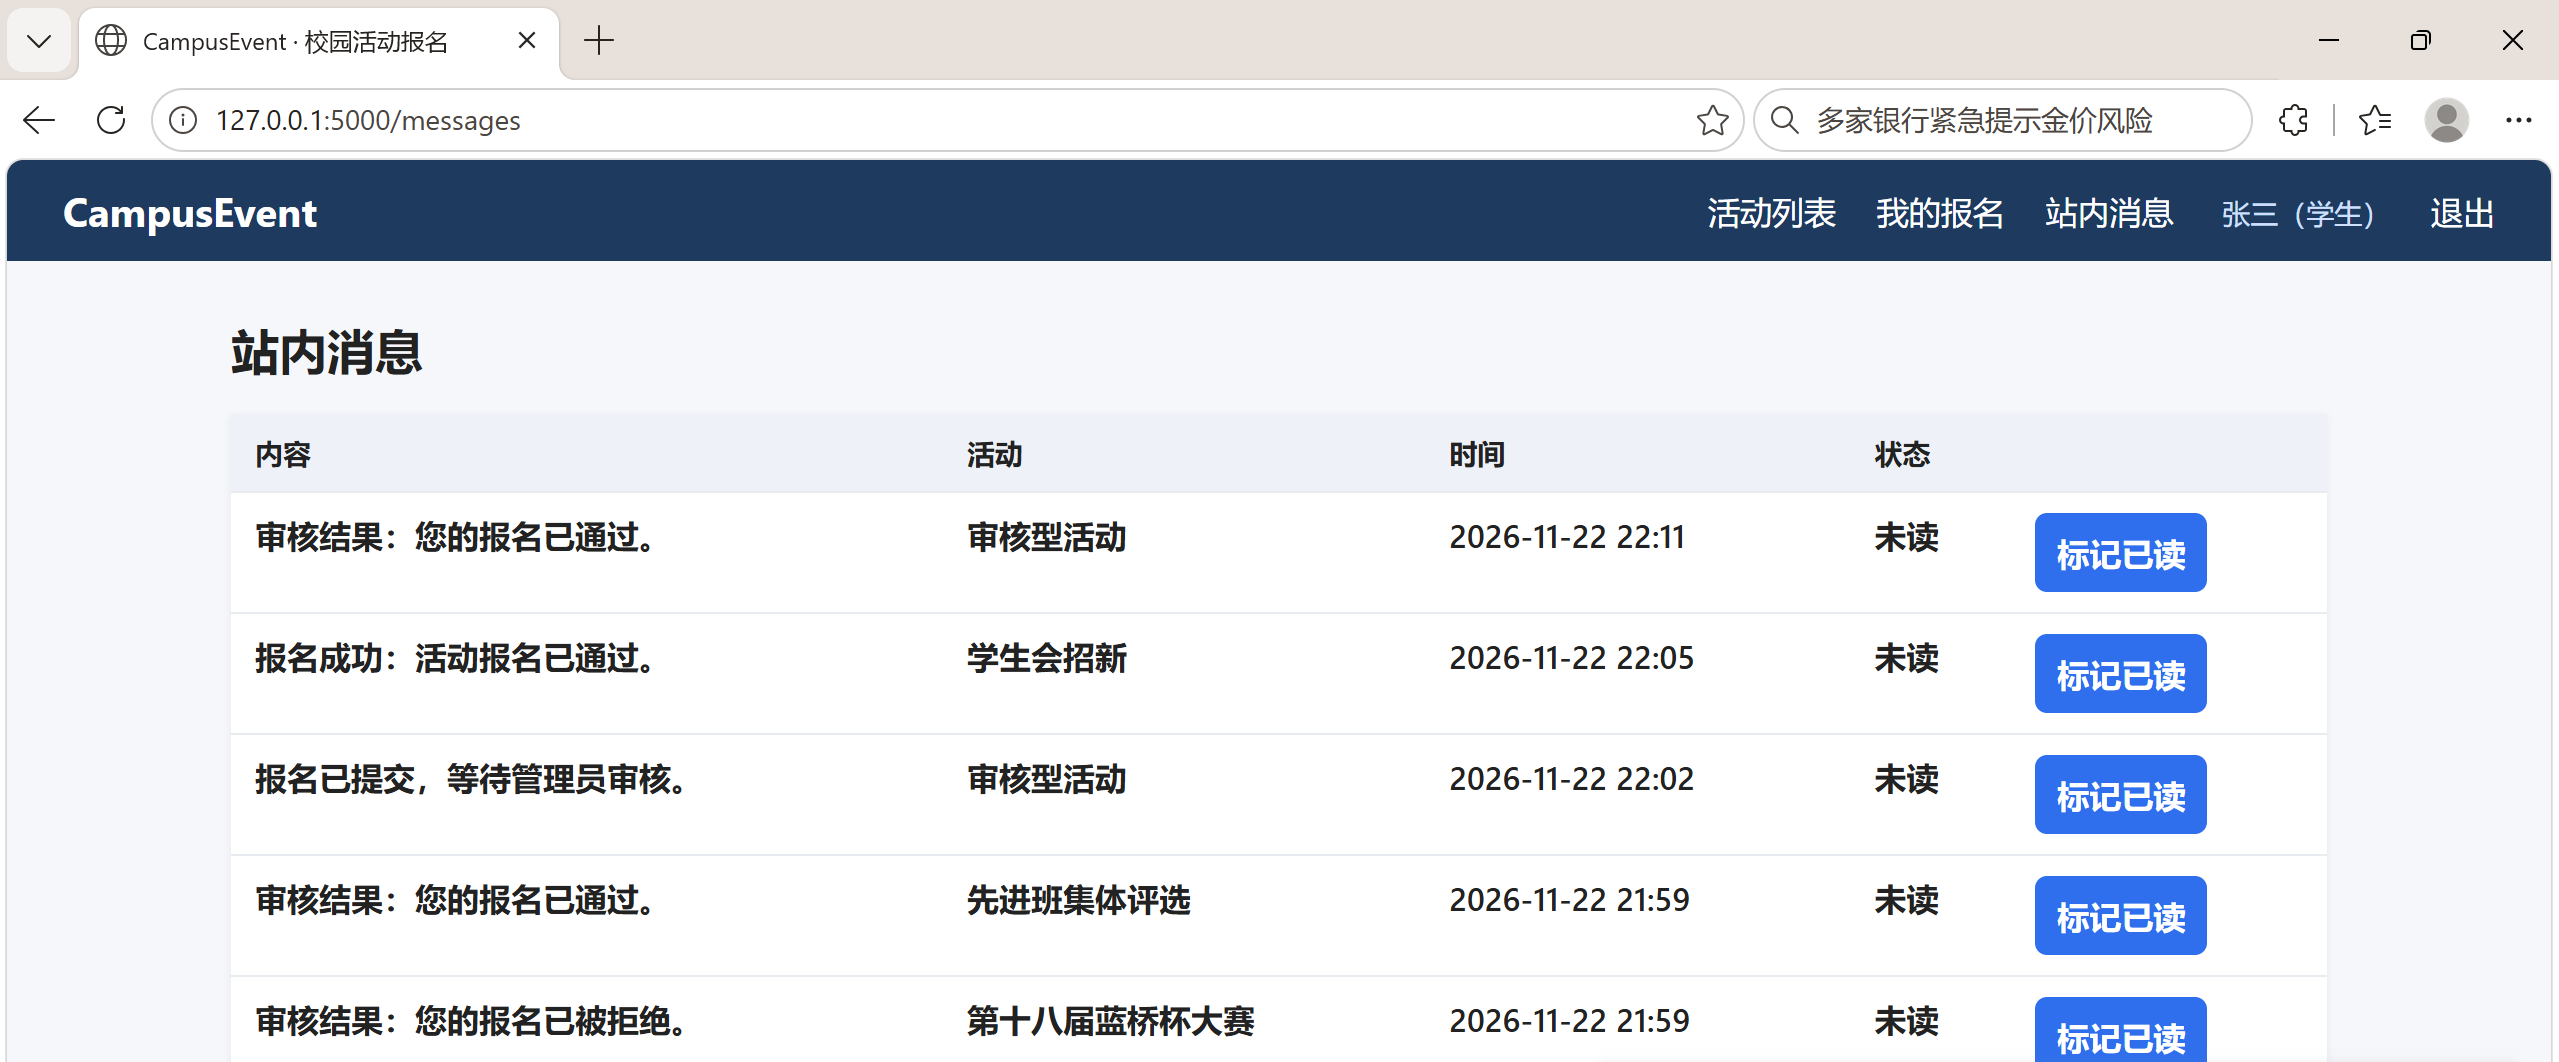 CampusEvent · 校园活动报名
127.0.0.1:5000/messages
多家银行紧急提示金价风险
CampusEvent
活动列表 我的报名 站内消息 张三（学生） 退出
站内消息
内容 活动 时间 状态
审核结果：您的报名已通过。 审核型活动 2026-11-22 22:11 未读 标记已读
报名成功：活动报名已通过。 学生会招新 2026-11-22 22:05 未读 标记已读
报名已提交，等待管理员审核。 审核型活动 2026-11-22 22:02 未读 标记已读
审核结果：您的报名已通过。 先进班集体评选 2026-11-22 21:59 未读 标记已读
审核结果：您的报名已被拒绝。 第十八届蓝桥杯大赛 2026-11-22 21:59 未读 标记已读